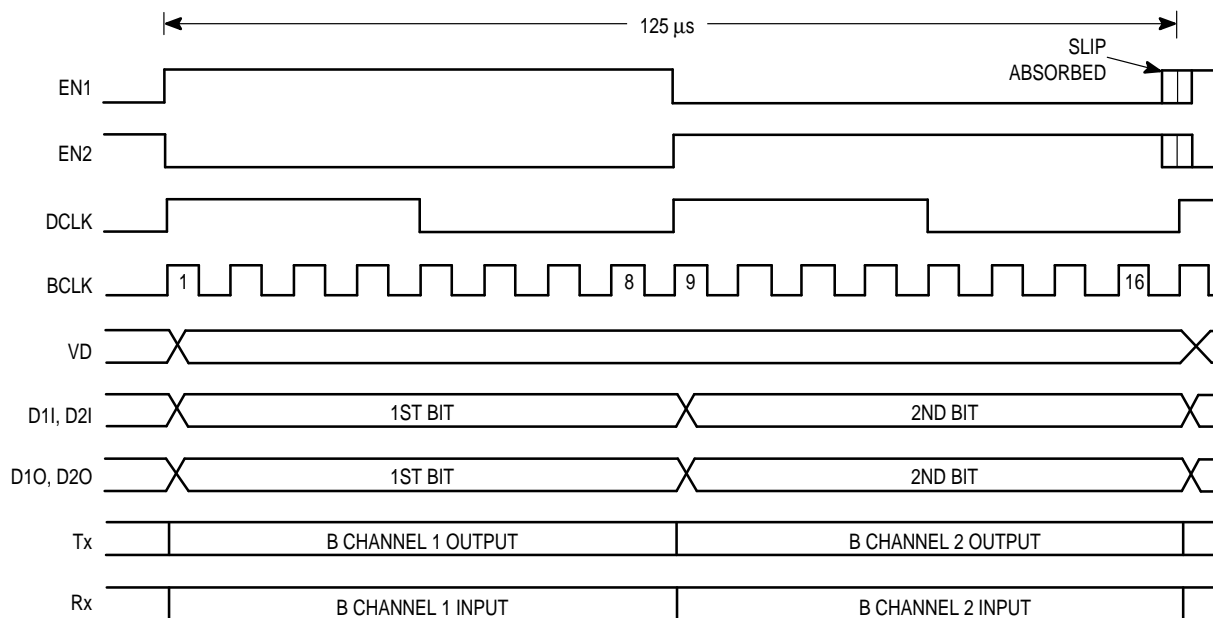 125 µs
SLIP
ABSORBED
EN1
EN2
DCLK
BCLK 1 8 9 16
VD
D1I, D2I 1ST BIT 2ND BIT
D1O, D2O 1ST BIT 2ND BIT
Tx B CHANNEL 1 OUTPUT B CHANNEL 2 OUTPUT
Rx B CHANNEL 1 INPUT B CHANNEL 2 INPUT